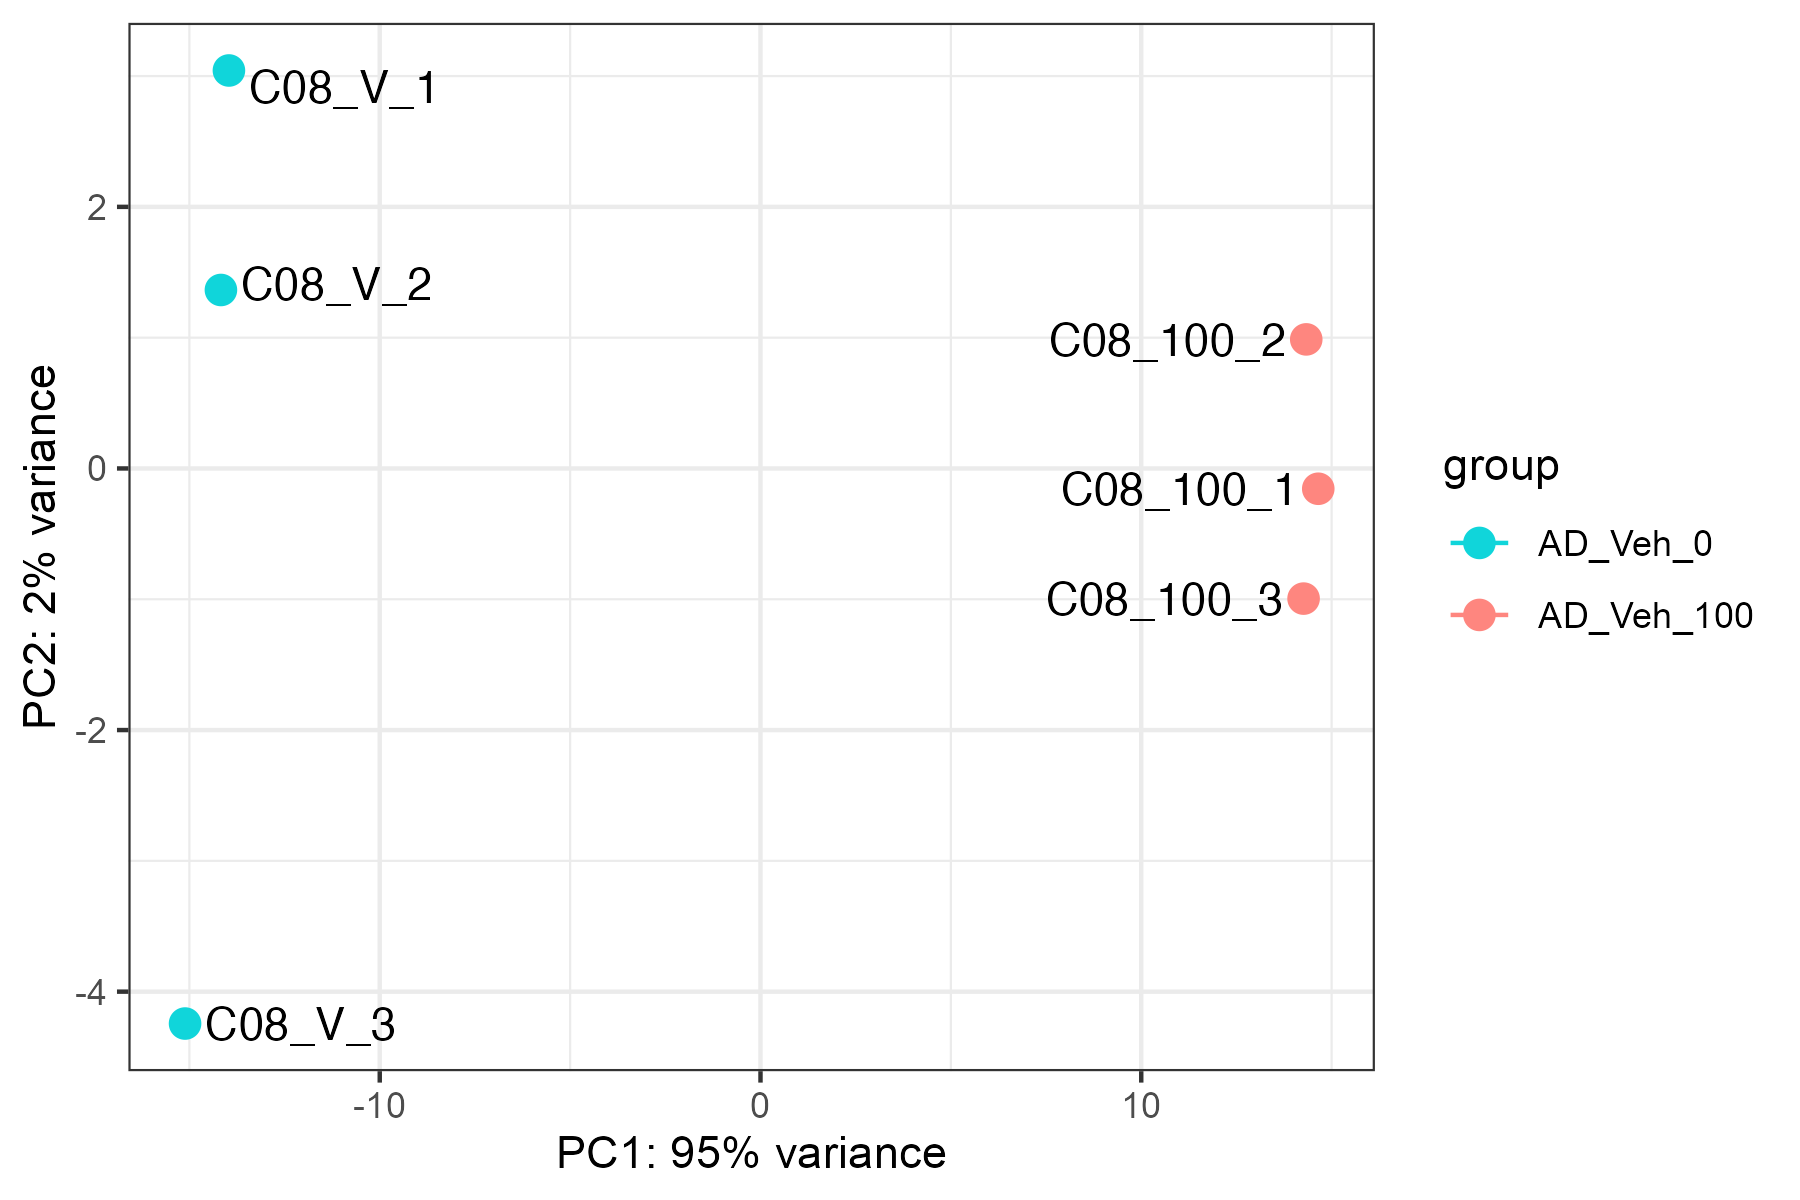 C08_V_1
C08_V_2
C08_100_2
C08_100_1
C08_100_3
C08_V_3
2
0
-2
-4
PC2: 2% variance
-10
0
10
PC1: 95% variance
group
AD_Veh_0
AD_Veh_100